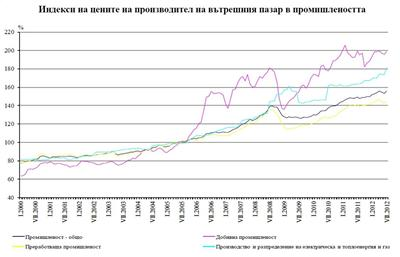 Индекси на цените на производител на вътрешния пазар в промишлеността
%
220
200
180
160
140
120
100
80
60
40
I.2000
VII.2000
I.2001
VII.2001
I.2002
VII.2002
I.2003
VII.2003
I.2004
VII.2004
I.2005
VII.2005
I.2006
VII.2006
I.2007
VII.2007
I.2008
VII.2008
I.2009
VII.2009
I.2010
VII.2010
I.2011
VII.2011
I.2012
VII.2012
Промишленост - общо
Добивна промишленост
Преработваща промишленост
Производство и разпределение на електрическа и топлоенергия и газ